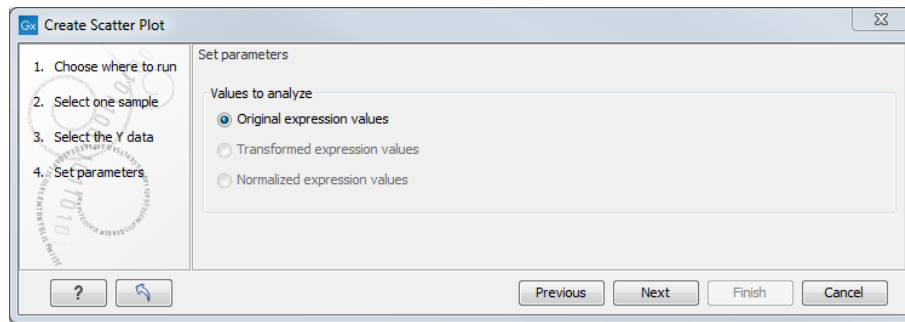 Gx Create Scatter Plot
1. Choose where to run
2. Select one sample
3. Select the Y data
4. Set parameters
Set parameters
Values to analyze
Original expression values
Transformed expression values
Normalized expression values
?
Previous
Next
Finish
Cancel